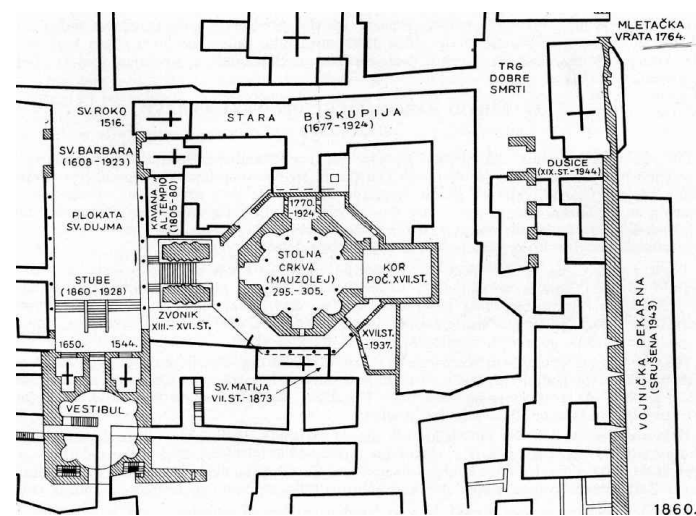 MLETAČKA
VRATA 1764.
TRG
DOBRE
SMRTI
SV. ROKO
1516.
STARA BISKUPIJA
(1677-1924)
SV. BARBARA
(1608-1923)
DUŠICE
(XIX.ST.-1944)
KAVANA
AL TEMPIO
(1805-80)
1770.
-1924
PLOKATA
SV. DUJMA
STOLNA
CRKVA
(MAUZOLEJ)
295.-305.
KOR
POČ. XVII.ST.
STUBE
(1860-1928)
ZVONIK
XIII.-XVI.ST.
XVII.ST.
-1937.
1650.
1544.
SV. MATIJA
VII.ST.-1873
VESTIBUL
VOJNIČKA PEKARNA
(SRUŠENA 1943)
1860.